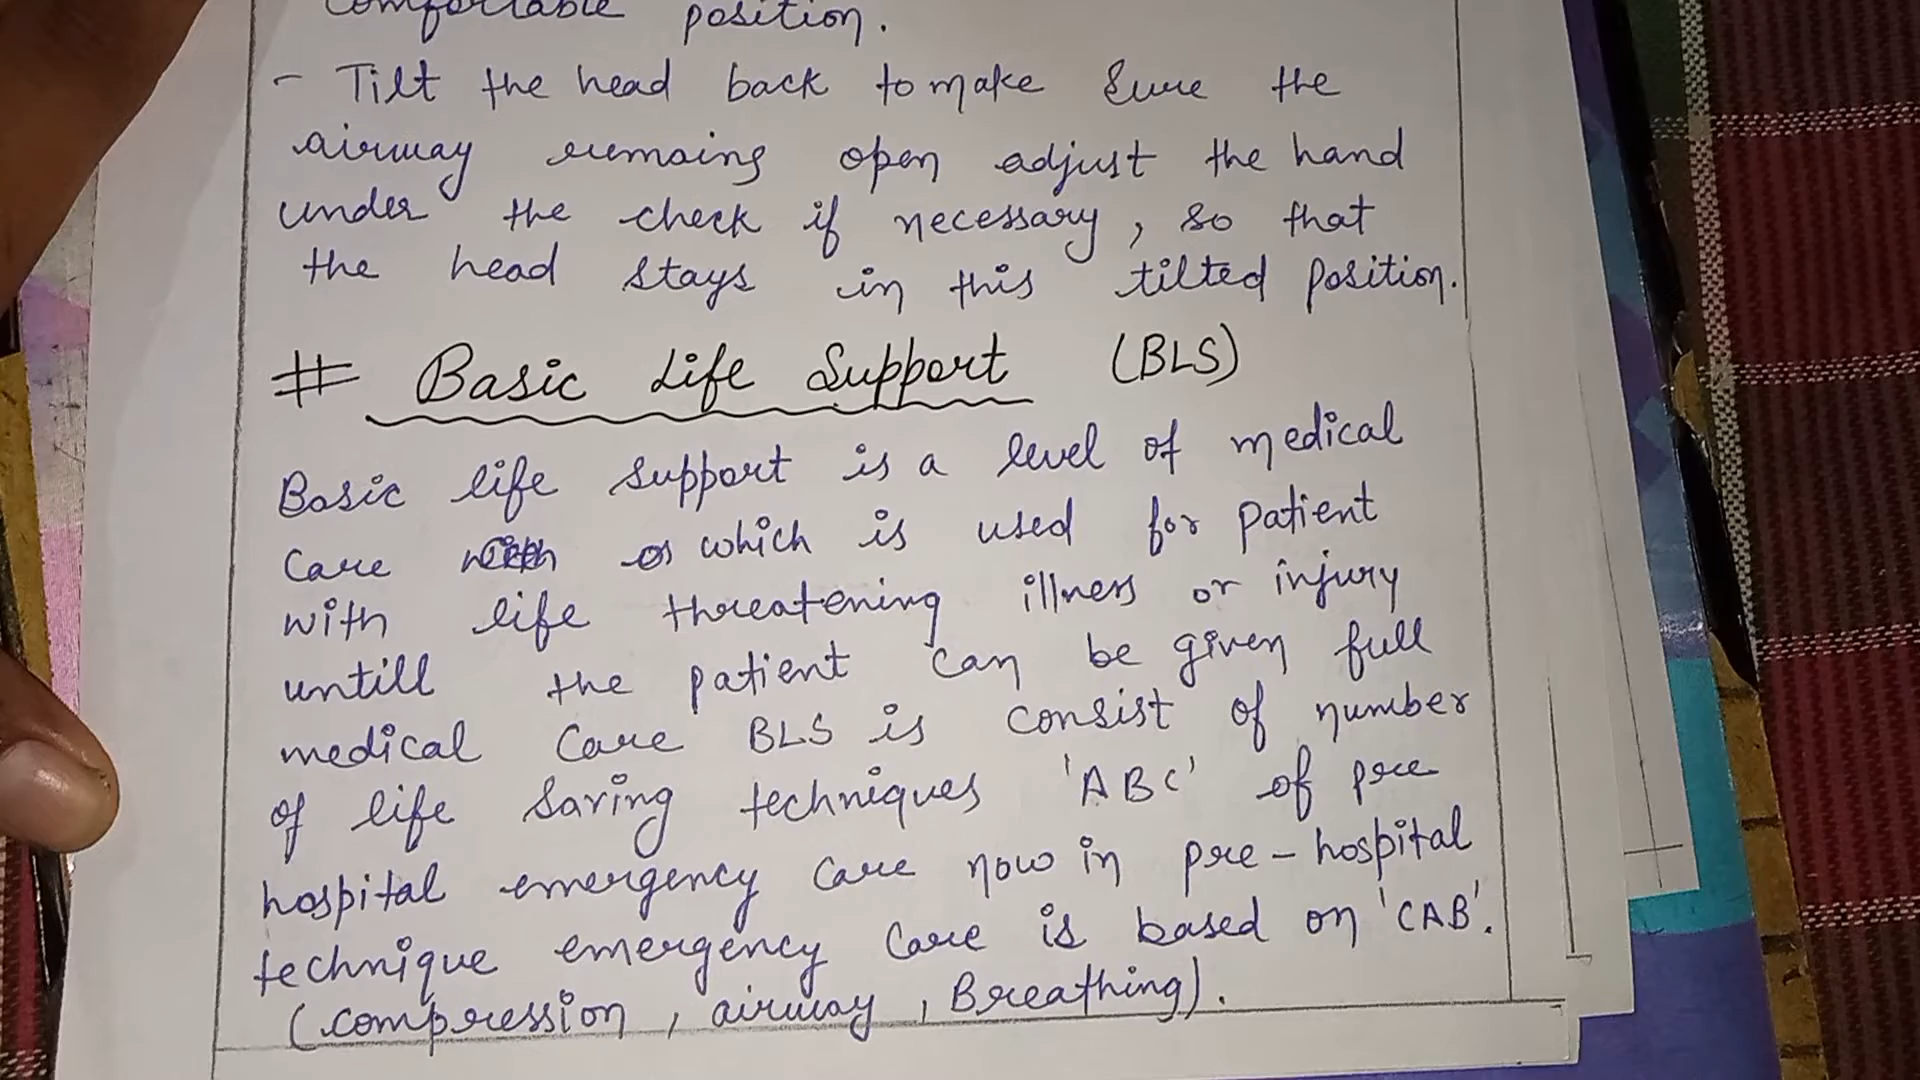 comfortable position.
- Tilt the head back to make sure the
airway remaing open adjust the hand
under the check if necessary, so that
the head stays in this tilted position.
# Basic Life Support (BLS)
Basic life support is a level of medical
care which is used for patient
with life threatening illness or injury
untill the patient can be given full
medical care BLS is consist of number
of life saving techniques 'ABC' of pre
hospital emergency care now in pre-hospital
technique emergency care is based on 'CAB'.
(compression, airway, Breathing).